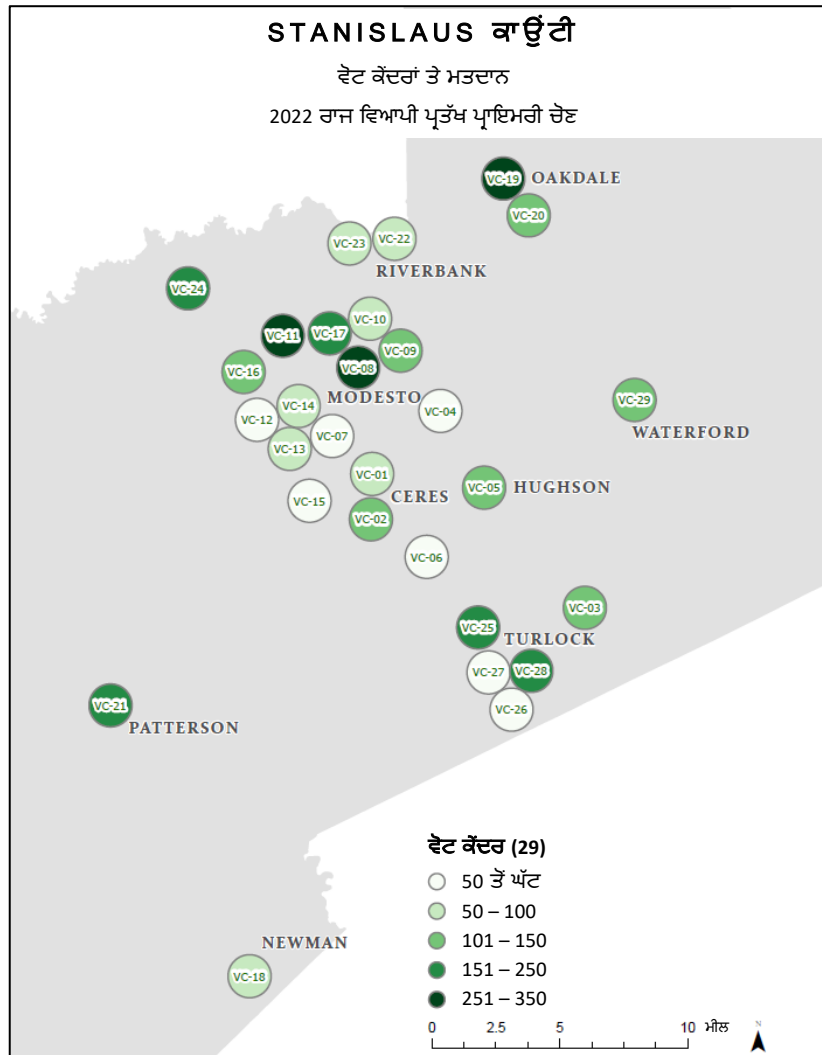 STANISLAUS ਕਾਉਂਟੀ
ਵੋਟ ਕੇਂਦਰਾਂ ਤੇ ਮਤਦਾਨ
2022 ਰਾਜ ਵਿਆਪੀ ਪ੍ਰਤੱਖ ਪ੍ਰਾਇਮਰੀ ਚੋਣ
VC-19 OAKDALE
VC-20
VC-23 VC-22
RIVERBANK
VC-24
VC-10
VC-11 VC-17
VC-09
VC-16 VC-08
MODESTO
VC-14 VC-04 VC-29
VC-12
VC-07 WATERFORD
VC-13
VC-01
VC-05 HUGHSON
CERES
VC-15
VC-02
VC-06
VC-03
VC-25
TURLOCK
VC-27 VC-28
VC-21 VC-26
PATTERSON
ਵੋਟ ਕੇਂਦਰ (29)
50 ਤੋਂ ਘੱਟ
50 – 100
101 – 150
151 – 250
251 – 350
NEWMAN
VC-18
0 2.5 5 10 ਮੀਲ
N